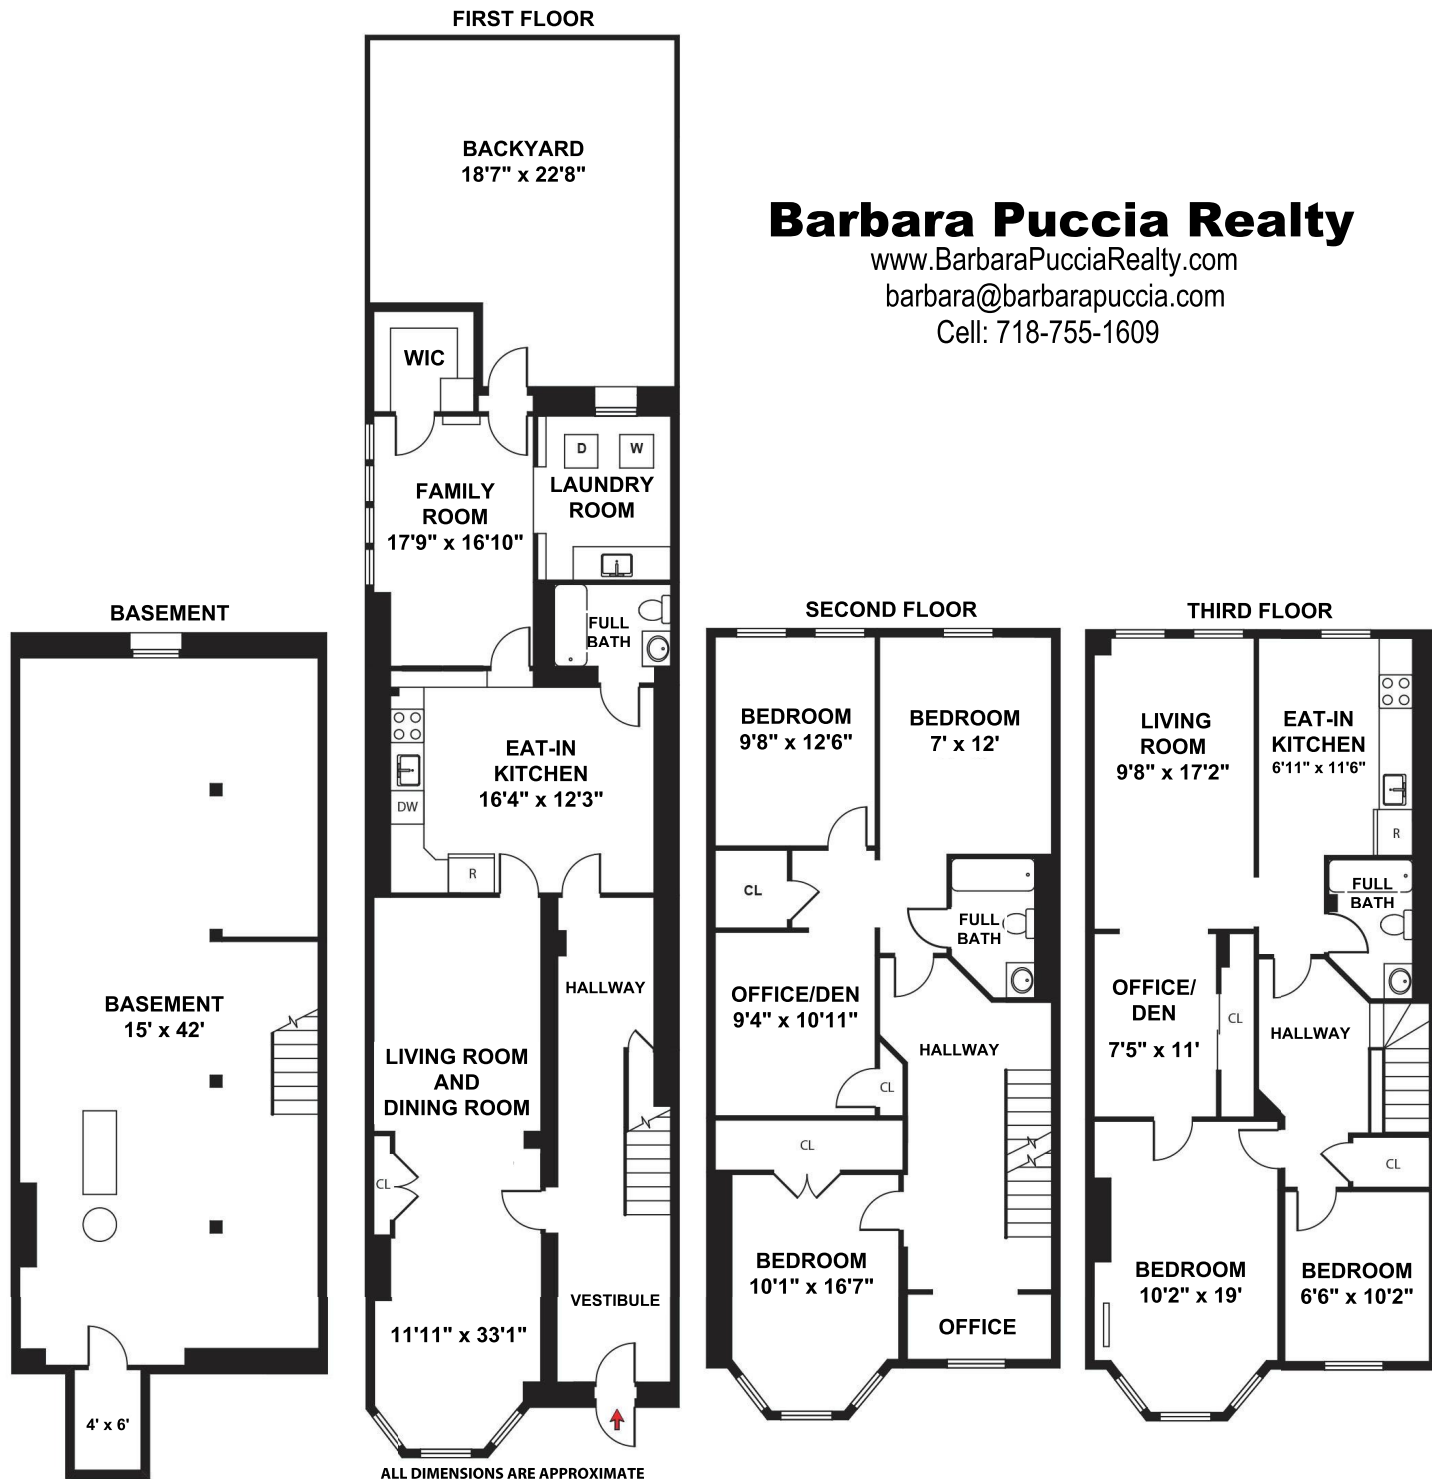 FIRST FLOOR
BACKYARD
18'7" x 22'8"
Barbara Puccia Realty
www.BarbaraPucciaRealty.com
barbara@barbarapuccia.com
Cell: 718-755-1609
WIC
D
W
LAUNDRY
ROOM
FAMILY
ROOM
17'9" x 16'10"
FULL
BATH
EAT-IN
KITCHEN
16'4" x 12'3"
DW
R
HALLWAY
LIVING ROOM
AND
DINING ROOM
CL
VESTIBULE
11'11" x 33'1"
ALL DIMENSIONS ARE APPROXIMATE
BASEMENT
BASEMENT
15' x 42'
4' x 6'
SECOND FLOOR
BEDROOM
9'8" x 12'6"
BEDROOM
7' x 12'
CL
FULL
BATH
OFFICE/DEN
9'4" x 10'11"
HALLWAY
CL
CL
BEDROOM
10'1" x 16'7"
OFFICE
THIRD FLOOR
LIVING
ROOM
9'8" x 17'2"
EAT-IN
KITCHEN
6'11" x 11'6"
R
FULL
BATH
OFFICE/
DEN
7'5" x 11'
CL
HALLWAY
CL
BEDROOM
10'2" x 19'
BEDROOM
6'6" x 10'2"